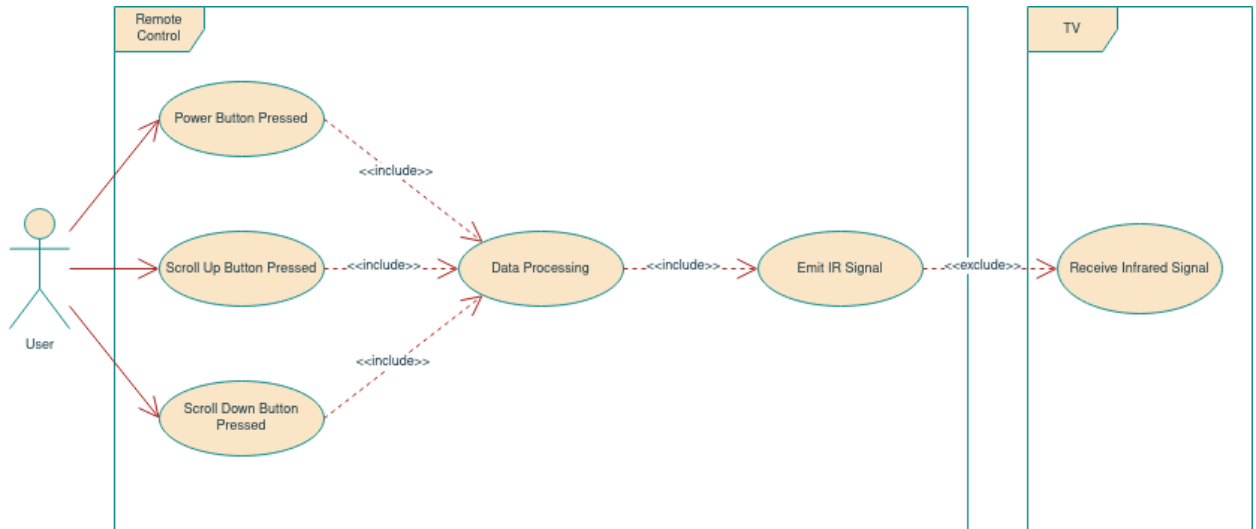 Remote
Control
TV
Power Button Pressed
<<include>>
Scroll Up Button Pressed
<<include>>
Data Processing
<<include>>
Emit IR Signal
<<exclude>>
Receive Infrared Signal
User
<<include>>
Scroll Down Button
Pressed